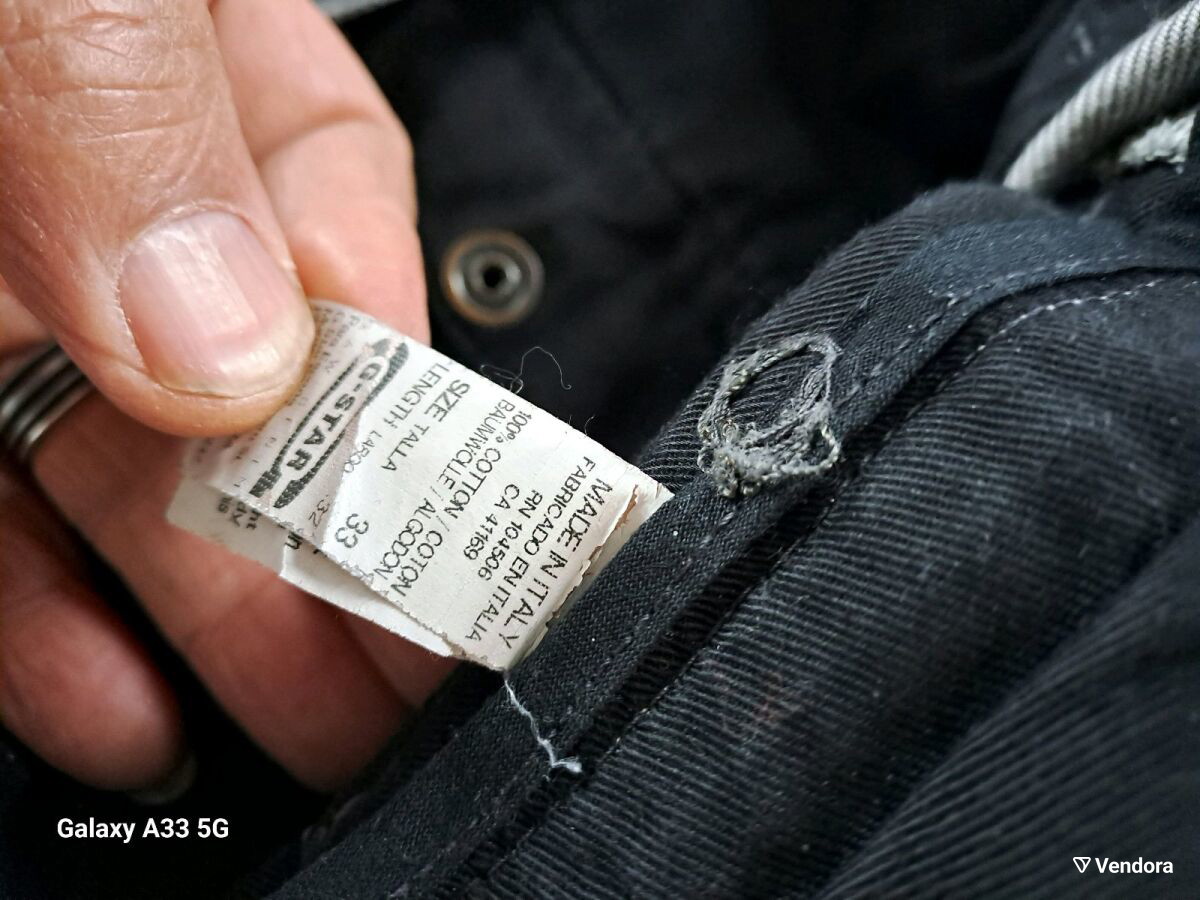 G-STAR
LENGTH LARGO 32
SIZE TALLA 33
100% COTTON / COTON
BAUMWOLLE / ALGODON
CA 41169
RN 104506
FABRICADO EN ITALIA
MADE IN ITALY
Galaxy A33 5G
Vendora